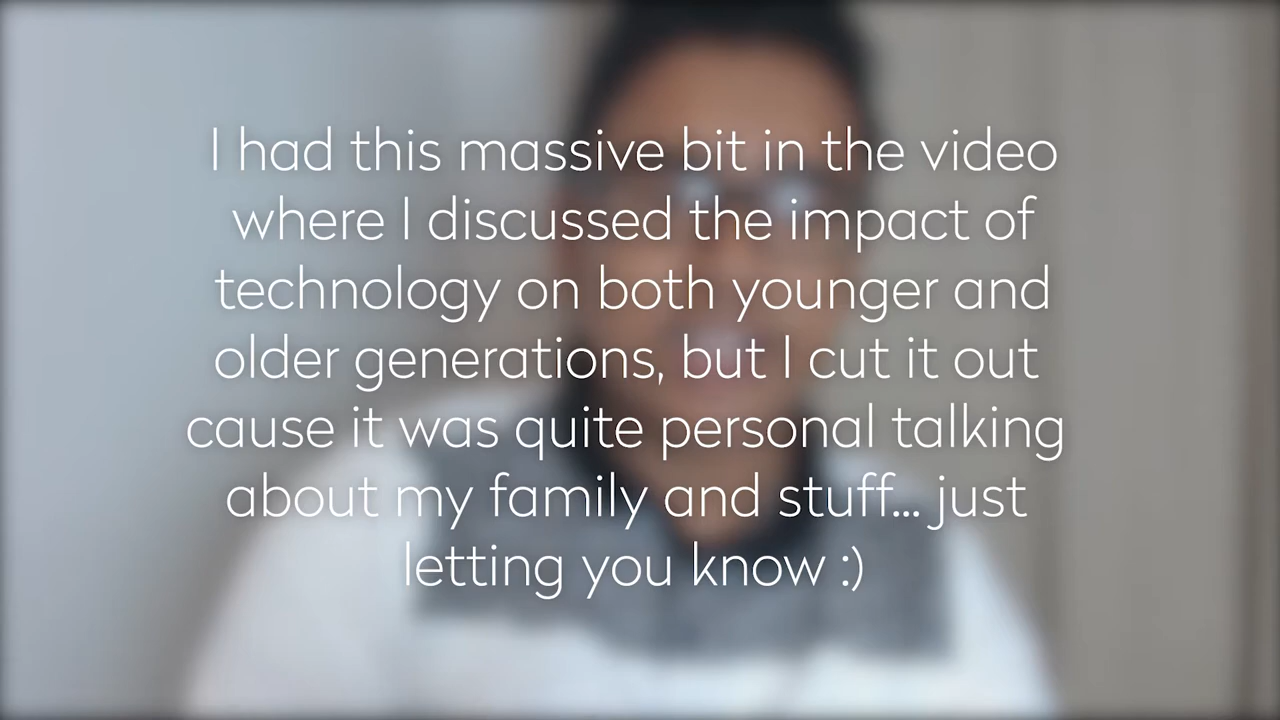 I had this massive bit in the video
where I discussed the impact of
technology on both younger and
older generations, but I cut it out
cause it was quite personal talking
about my family and stuff... just
letting you know :)